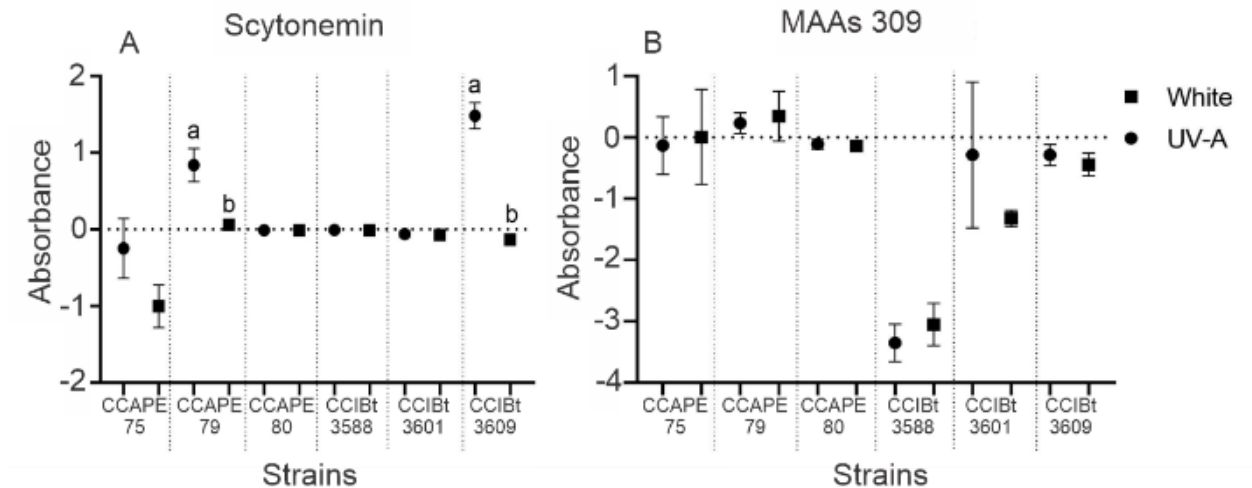 A
Scytonemin
2
1
0
-1
-2
Absorbance
a
b
a
b
CCAPE 75
CCAPE 79
CCAPE 80
CCIBt 3588
CCIBt 3601
CCIBt 3609
Strains
B
MAAs 309
1
0
-1
-2
-3
-4
Absorbance
CCAPE 75
CCAPE 79
CCAPE 80
CCIBt 3588
CCIBt 3601
CCIBt 3609
Strains
White
UV-A